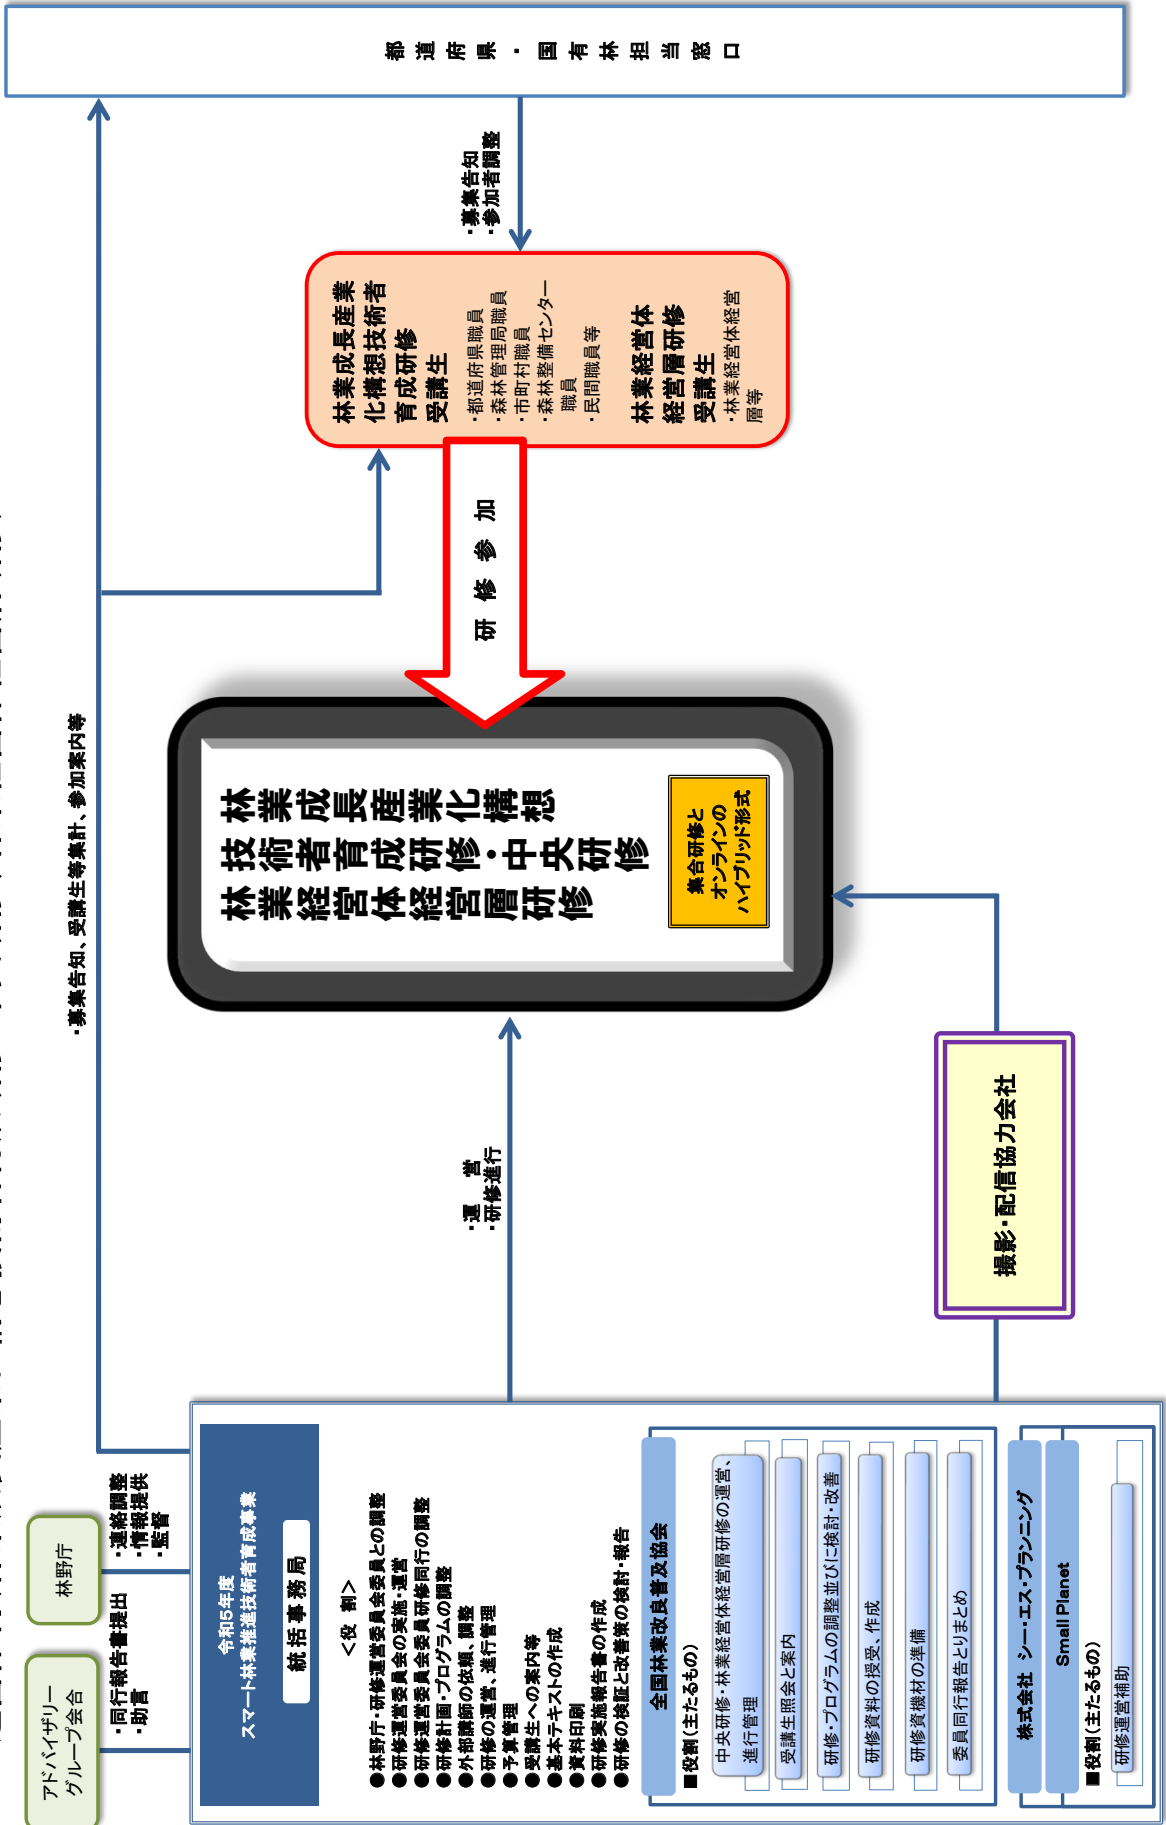 アドバイザリー
グループ会合
林野庁
・同行報告書提出
・助言
・連絡調整
・情報提供
・監督
・募集告知、受講生等集計、参加案内等
令和5年度
スマート林業推進技術者育成事業
統括事務局
＜役　割＞
●林野庁・研修運営委員会委員との調整
●研修運営委員会の実施・運営
●研修運営委員会委員研修同行の調整
●研修計画・プログラムの調整
●外部講師の依頼、調整
●研修の運営、進行管理
●予算管理
●受講生への案内等
●基本テキストの作成
●資料印刷
●研修実施報告書の作成
●研修の検証と改善策の検討・報告
全国林業改良普及協会
■役割（主たるもの）
中央研修・林業経営体経営層研修の運営、
進行管理
受講生照会と案内
研修・プログラムの調整並びに検討・改善
研修資料の授受、作成
研修資機材の準備
委員同行報告とりまとめ
株式会社 シー・エス・プランニング
Small Planet
■役割（主たるもの）
研修運営補助
・運　営
・研修進行
撮影・配信協力会社
林業成長産業化構想
技術者育成研修・中央研修
林業経営体経営層研修
集合研修と
オンラインの
ハイブリッド形式
研修参加
林業成長産業
化構想技術者
育成研修
受講生
・都道府県職員
・森林管理局職員
・市町村職員
・森林整備センター
職員
・民間職員等
林業経営体
経営層研修
受講生
・林業経営体経営
層等
・募集告知
・参加者調整
都道府県・国有林担当窓口